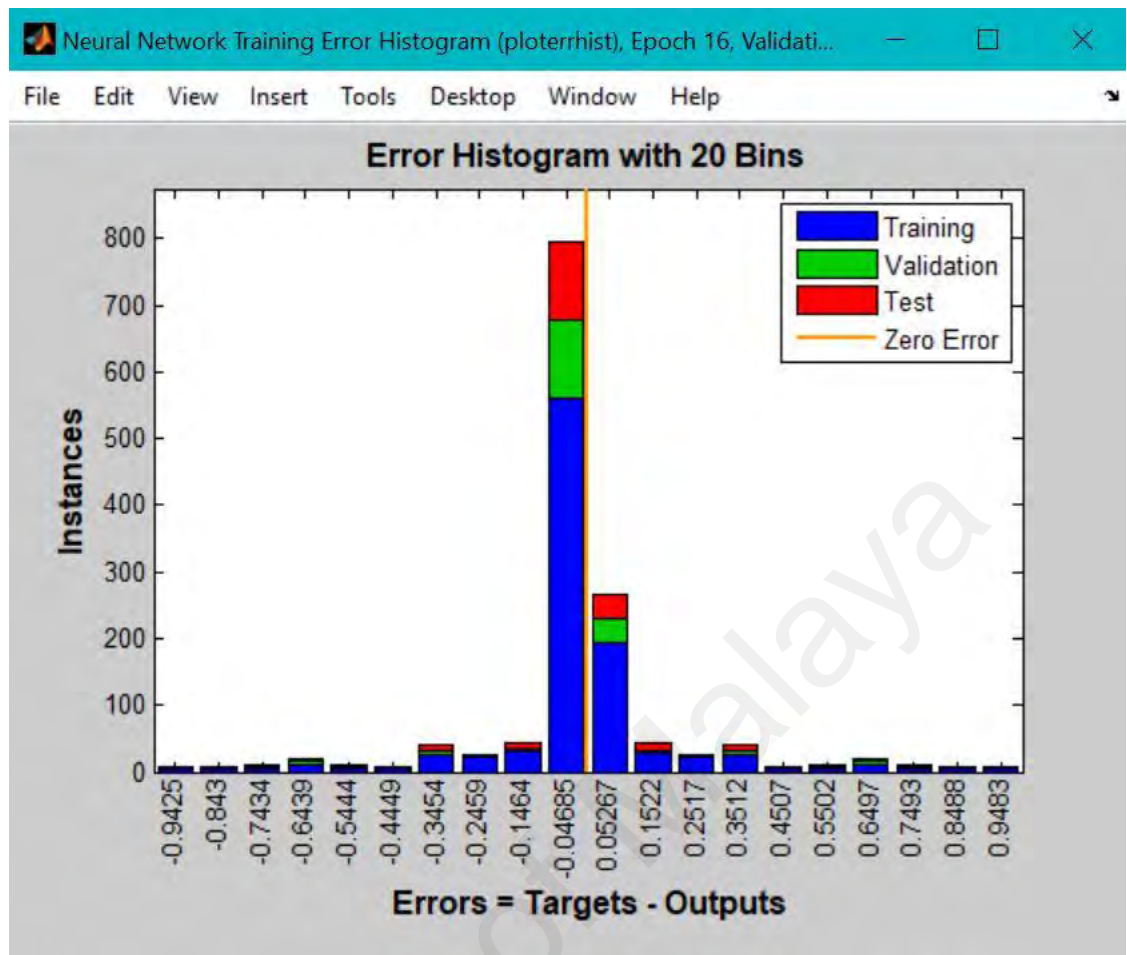 Neural Network Training Error Histogram (ploterrhist), Epoch 16, Validati...
File Edit View Insert Tools Desktop Window Help
Error Histogram with 20 Bins
Training
Validation
Test
Zero Error
800
700
600
500
400
300
200
100
0
Instances
-0.9425
-0.843
-0.7434
-0.6439
-0.5444
-0.4449
-0.3454
-0.2459
-0.1464
-0.04685
0.05267
0.1522
0.2517
0.3512
0.4507
0.5502
0.6497
0.7493
0.8488
0.9483
Errors = Targets - Outputs
of Malaya